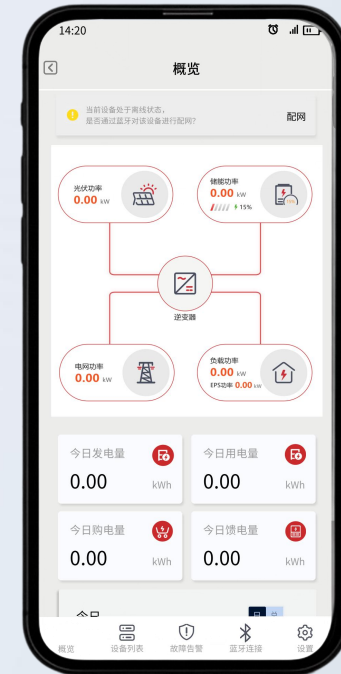 14:20
概览
当前设备处于离线状态，
是否通过蓝牙对该设备进行配网？
配网
光伏功率
0.00 kW
储能功率
0.00 kW
15%
逆变器
电网功率
0.00 kW
负载功率
0.00 kW
EPS功率 0.00 kW
今日发电量
0.00 kWh
今日用电量
0.00 kWh
今日购电量
0.00 kWh
今日馈电量
0.00 kWh
概览
设备列表
故障告警
蓝牙连接
设置